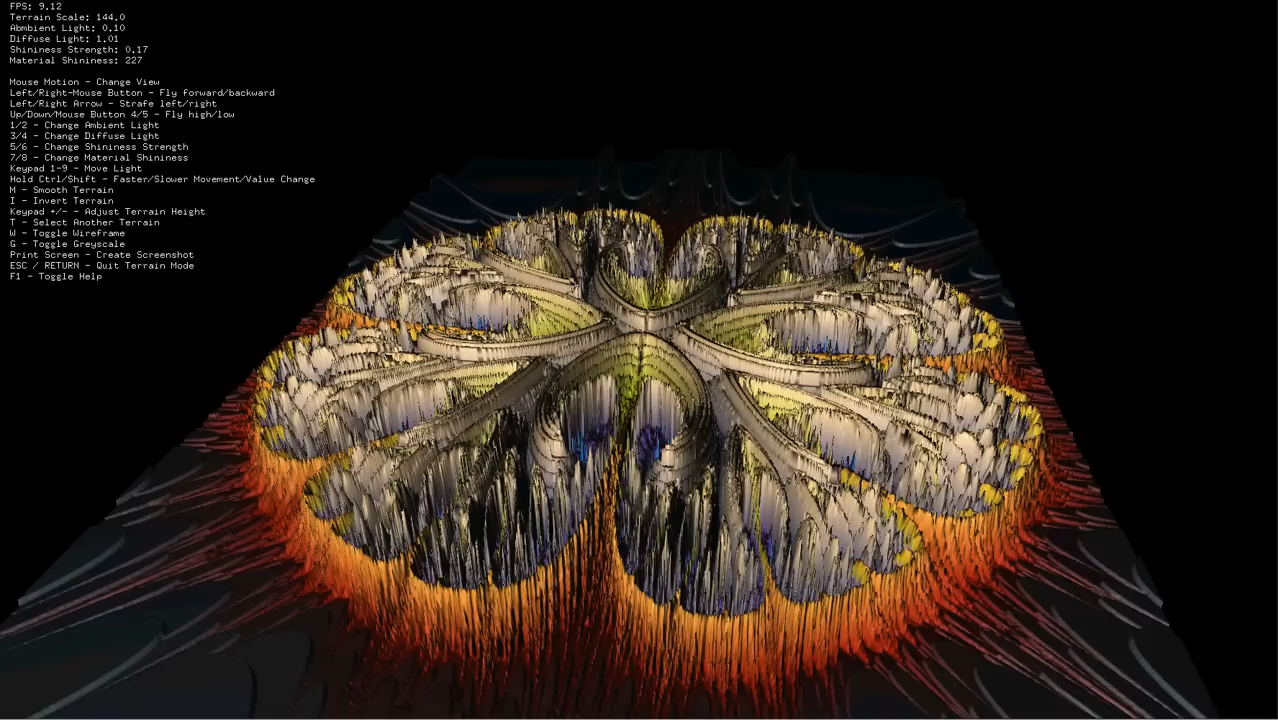 FPS: 9.12
Terrain Scale: 144.0
Abmbient Light: 0.10
Diffuse Light: 1.01
Shininess Strength: 0.17
Material Shininess: 227
Mouse Motion - Change View
Left/Right-Mouse Button - Fly forward/backward
Left/Right Arrow - Strafe left/right
Up/Down/Mouse Button 4/5 - Fly high/low
1/2 - Change Ambient Light
3/4 - Change Diffuse Light
5/6 - Change Shininess Strength
7/8 - Change Material Shininess
Keypad 1-9 - Move Light
Hold Ctrl/Shift - Faster/Slower Movement/Value Change
M - Smooth Terrain
I - Invert Terrain
Keypad +/- - Adjust Terrain Height
T - Select Another Terrain
W - Toggle Wireframe
G - Toggle Greyscale
Print Screen - Create Screenshot
ESC / RETURN - Quit Terrain Mode
F1 - Toggle Help